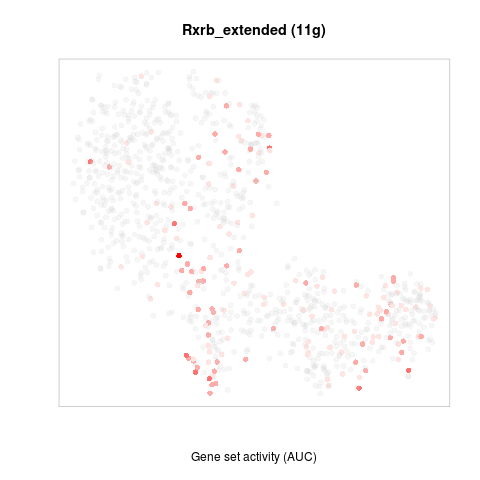 Rxrb_extended (11g)
Gene set activity (AUC)